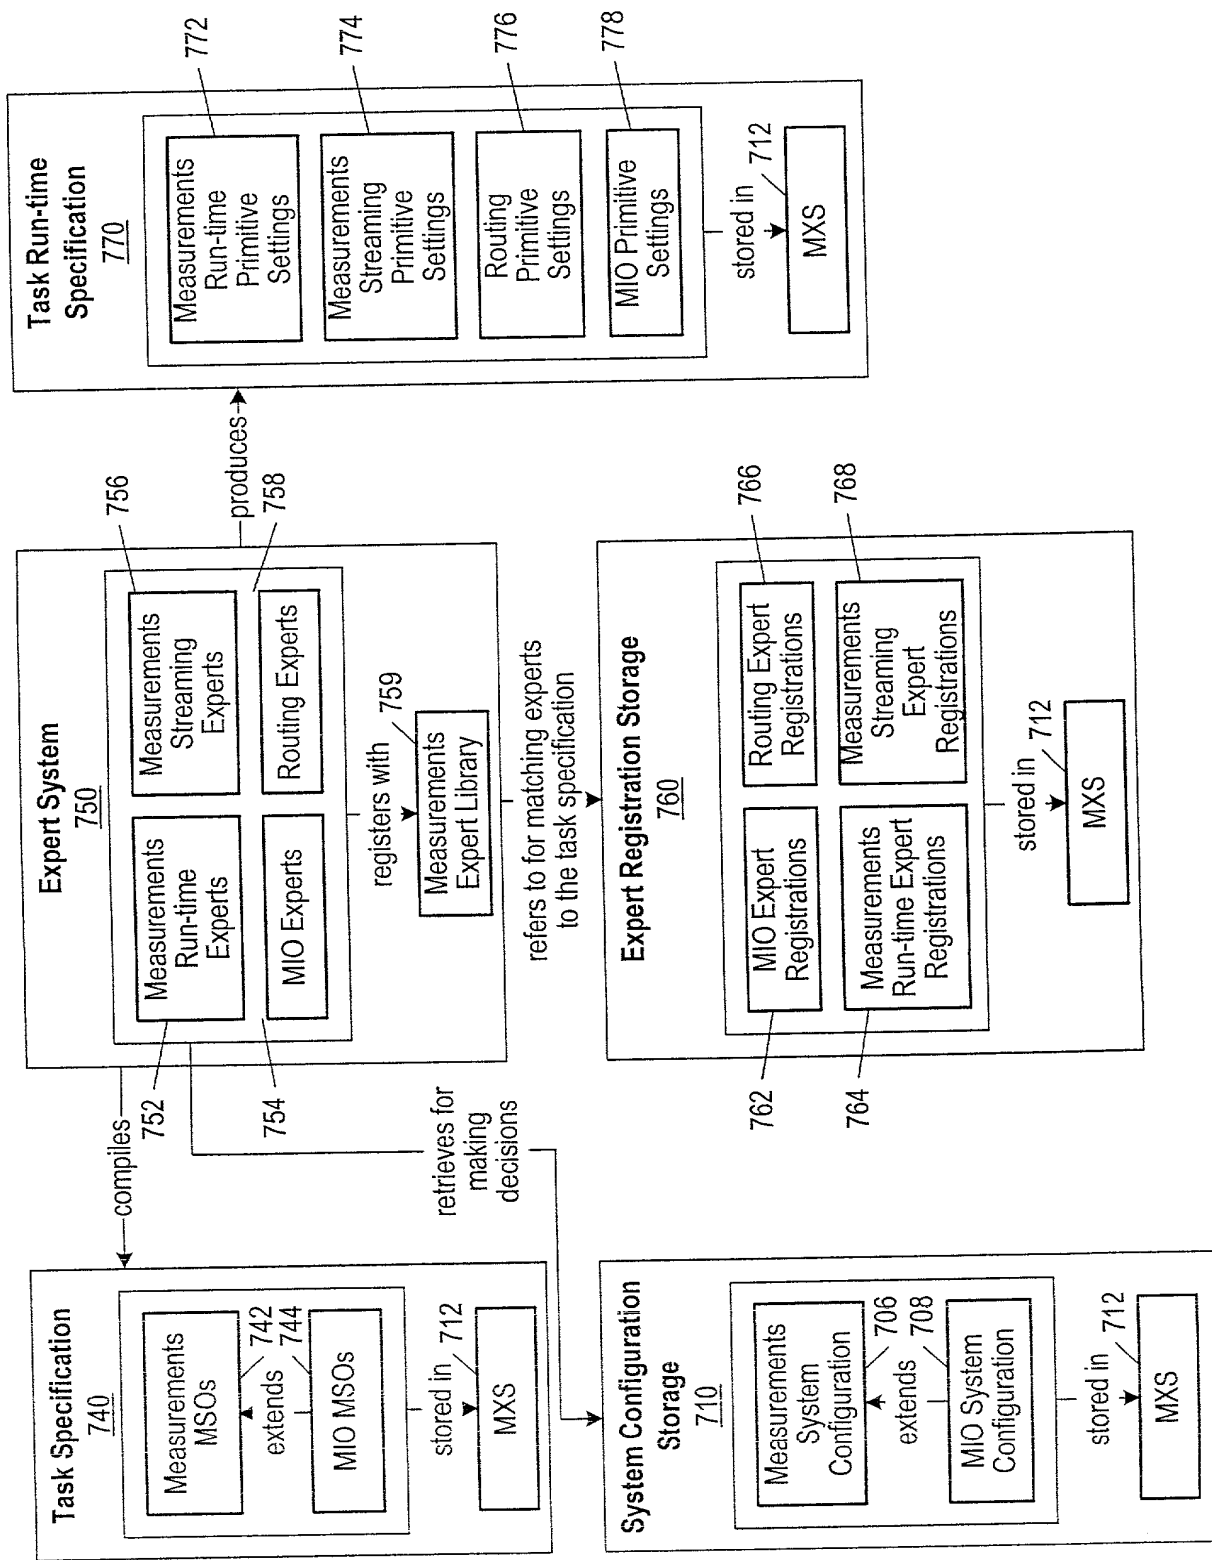 Task Specification
740
Measurements
MSOs
742
extends
744
MIO MSOs
stored in
712
MXS
compiles
Expert System
750
Measurements
Run-time
Experts
752
Measurements
Streaming
Experts
756
MIO Experts
754
Routing Experts
758
registers with
759
Measurements
Expert Library
produces
Task Run-time
Specification
770
Measurements
Run-time
Primitive
Settings
772
Measurements
Streaming
Primitive
Settings
774
Routing
Primitive
Settings
776
MIO Primitive
Settings
778
stored in
712
MXS
retrieves for
making
decisions
System Configuration
Storage
710
Measurements
System
Configuration
706
extends
708
MIO System
Configuration
stored in
712
MXS
refers to for matching experts
to the task specification
Expert Registration Storage
760
MIO Expert
Registrations
762
Routing Expert
Registrations
766
Measurements
Run-time Expert
Registrations
764
Measurements
Streaming
Expert
Registrations
768
stored in
712
MXS